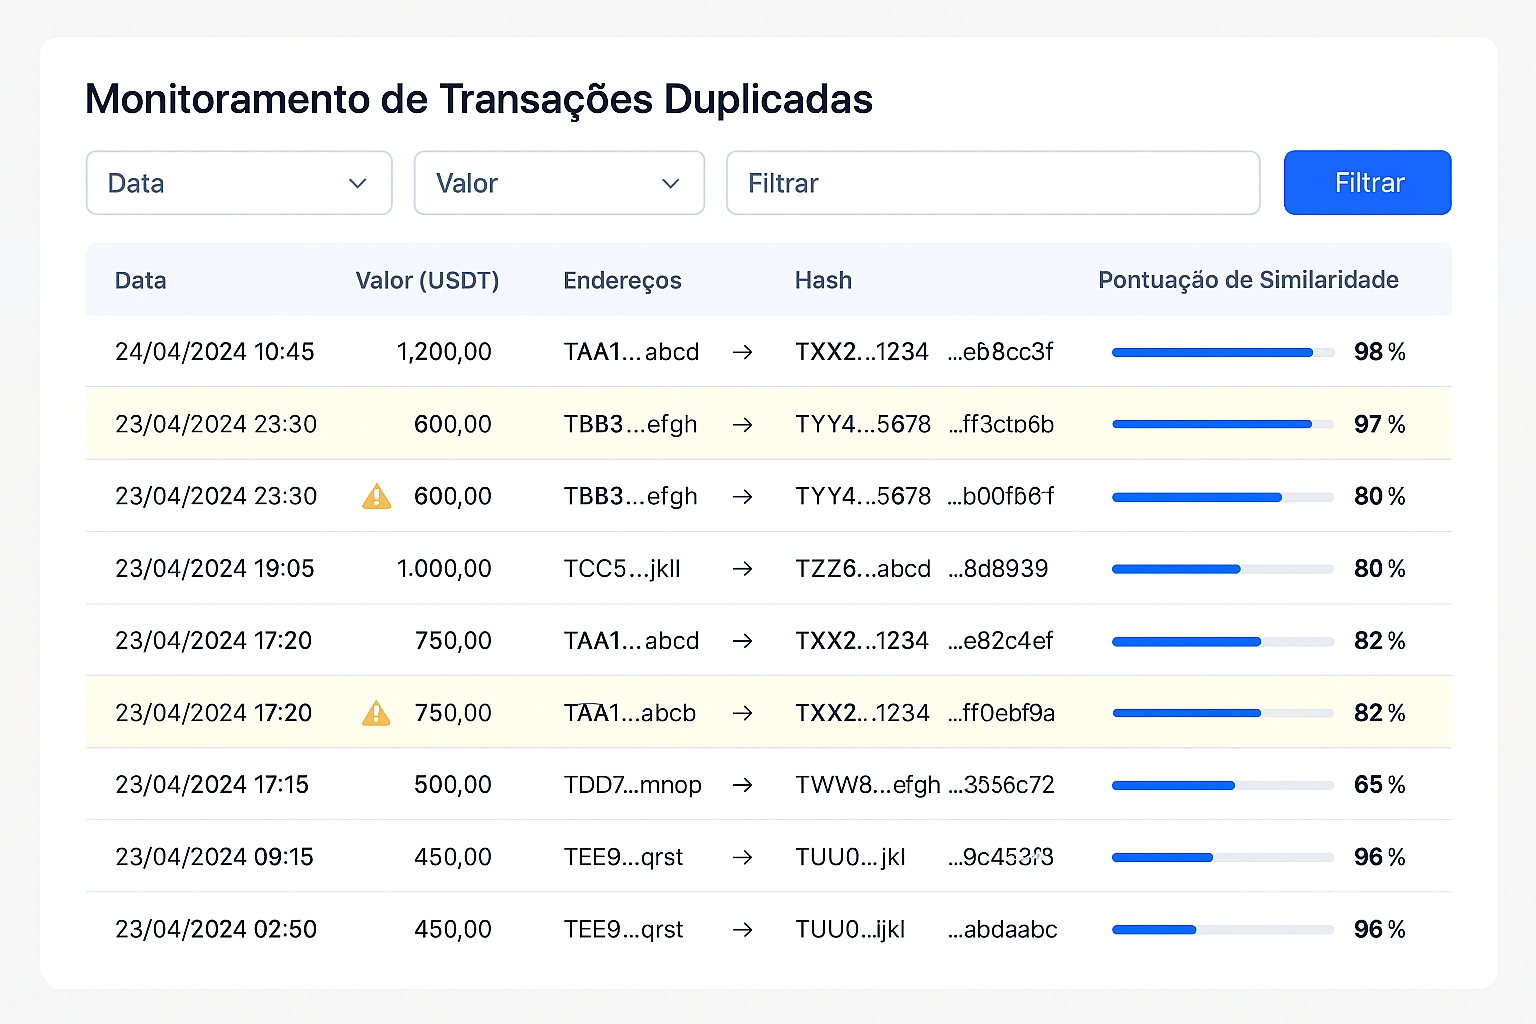 Monitoramento de Transações Duplicadas
Data Valor Filtrar Filtrar
Data Valor (USDT) Endereços Hash Pontuação de Similaridade
24/04/2024 10:45 1,200,00 TAA1...abcd → TXX2...1234 ...e68cc3f 98 %
23/04/2024 23:30 600,00 TBB3...efgh → TYY4...5678 98 %
23/04/2024 23:30 600,00 TBB3...efgh → TYY4...5678 80 %
23/04/2024 19:05 1.000,00 TCC5...jkll → TZZ6...abcd ...8d8939 80 %
23/04/2024 17:20 750,00 TAA1...abcd → TXX2...1234 ...e82c4ef 82 %
23/04/2024 17:20 750,00 TAA1...abcb → TXX2...1234 ...ff0ebf9a 82 %
23/04/2024 17:15 500,00 TDD7...mnop → TWW8...efgh ...3556c72 65 %
23/04/2024 09:15 450,00 TEE9...qrst → TUU0...jkl 96 %
23/04/2024 02:50 450,00 TEE9...qrst → TUU0...ijkl ...abdaabc 96 %